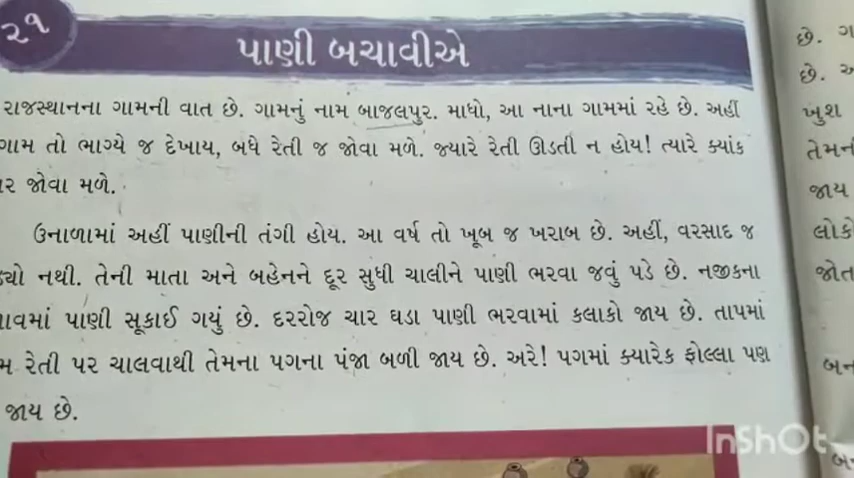 ૨૧
પાણી બચાવીએ
રાજસ્થાનના ગામની વાત છે. ગામનું નામ બાજલપુર. માધો, આ નાના ગામમાં રહે છે. અહીં
ગામ તો ભાગ્યે જ દેખાય, બધે રેતી જ જોવા મળે. જ્યારે રેતી ઊડતી ન હોય! ત્યારે ક્યાંક
જોવા મળે.
ઉનાળામાં અહીં પાણીની તંગી હોય. આ વર્ષ તો ખૂબ જ ખરાબ છે. અહીં, વરસાદ જ
નથી. તેની માતા અને બહેનને દૂર સુધી ચાલીને પાણી ભરવા જવું પડે છે. નજીકના
પાણી સૂકાઈ ગયું છે. દરરોજ ચાર ઘડા પાણી ભરવામાં કલાકો જાય છે. તાપમાં
રેતી પર ચાલવાથી તેમના પગના પંજા બળી જાય છે. અરે! પગમાં ક્યારેક ફોલ્લા પણ
જાય છે.
છે.
છે.
ખુશ
જાય
InShOt